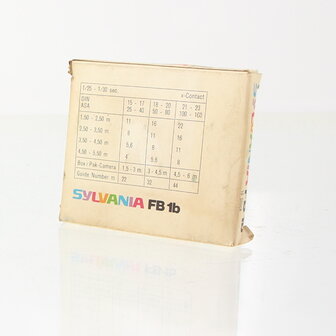 1/25 - 1/30 sec. x-Contact
DIN 15 - 17 18 - 20 21 - 23
ASA 25 - 40 50 - 80 100 - 160
1.50 - 2.50 m 11 16 22
2.50 - 3.50 m 8 11 16
3.50 - 4.50 m 5,6 8 11
4.50 - 5.50 m 4 5,6 8
Box / Pak-Camera 1,5 - 3 m 3 - 4,5 m 4,5 - 6 m
Guide Number: m 22 32 44
SYLVANIA FB 1b